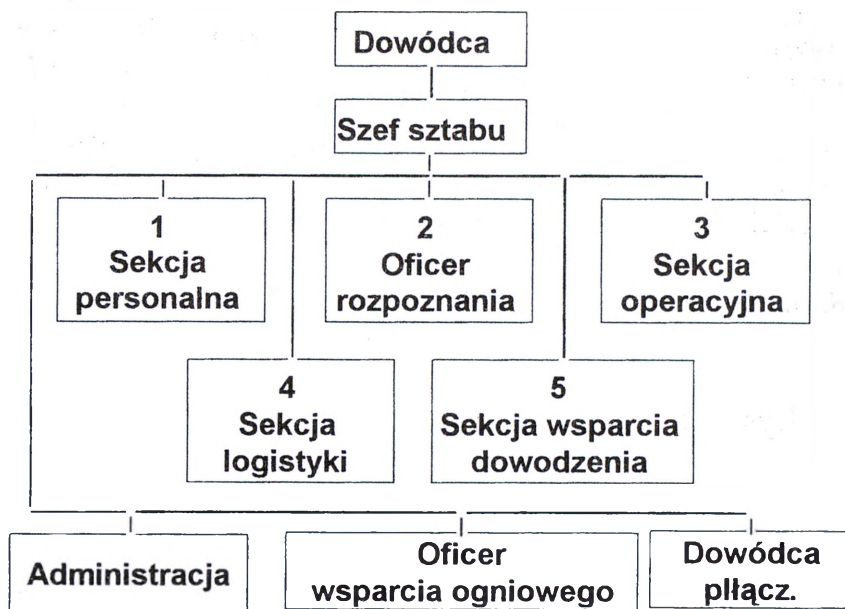 Dowódca
Szef sztabu
1
Sekcja
personalna
2
Oficer
rozpoznania
3
Sekcja
operacyjna
4
Sekcja
logistyki
5
Sekcja wsparcia
dowodzenia
Administracja
Oficer
wsparcia ogniowego
Dowódca
plłącz.